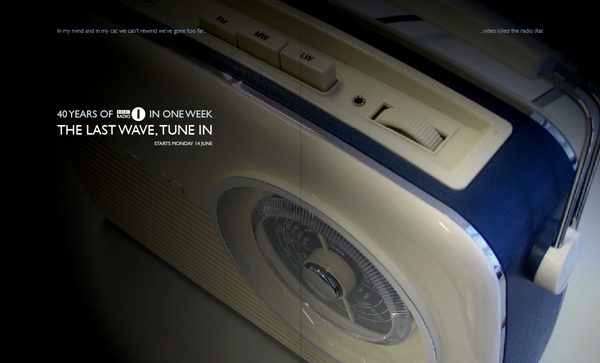 In my mind and in my car, we can't rewind we've gone too far...
...video killed the radio star.
FM
MW
LW
40 YEARS OF BBC RADIO 1 IN ONE WEEK
THE LAST WAVE, TUNE IN
STARTS MONDAY 14 JUNE